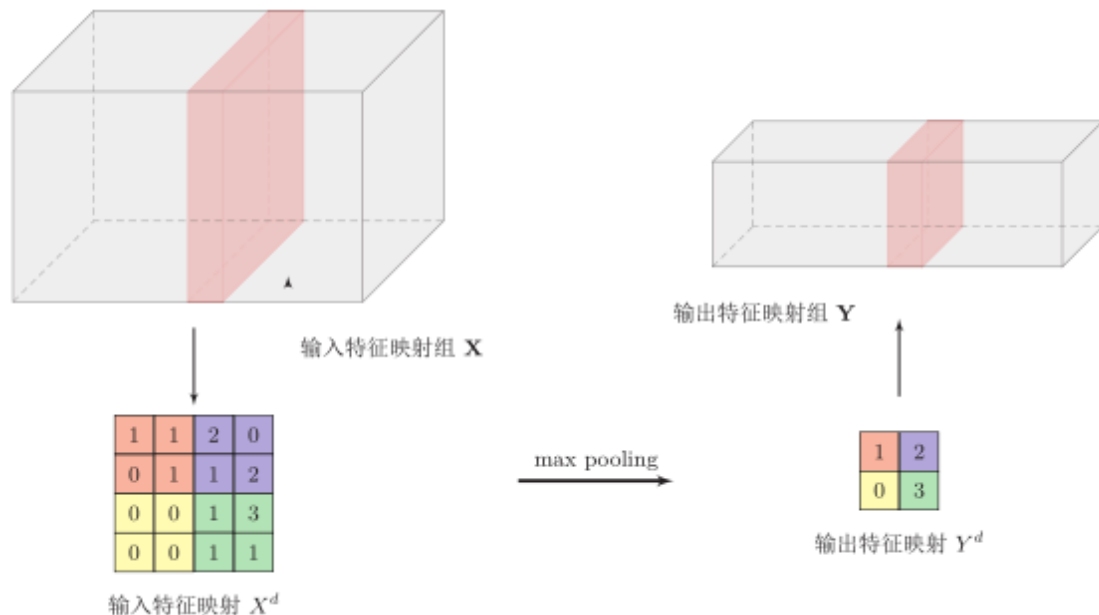 输入特征映射组 X
输出特征映射组 Y
1 1 2 0
0 1 1 2
0 0 1 3
0 0 1 1
max pooling
1 2
0 3
输入特征映射 X^d
输出特征映射 Y^d